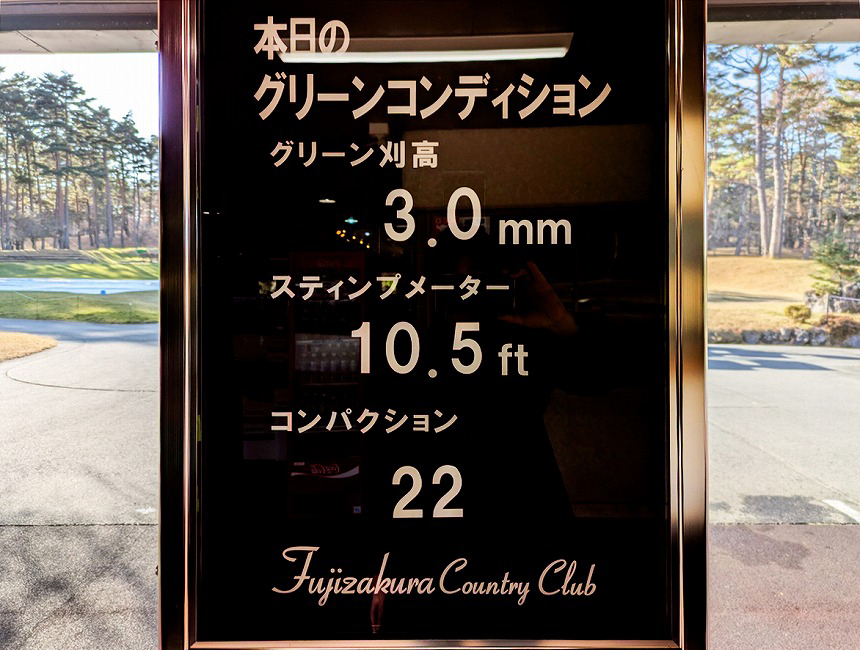 本日の
グリーンコンディション
グリーン刈高
3.0 mm
スティンプメーター
10.5 ft
コンパクション
22
Fujizakura Country Club